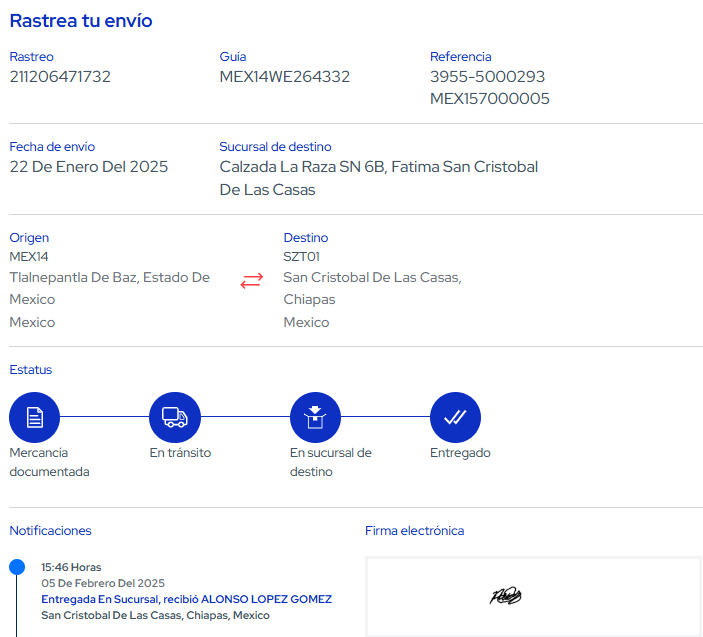 Rastrea tu envío
Rastreo
211206471732
Guía
MEX14WE264332
Referencia
3955-5000293
MEX157000005
Fecha de envío
22 De Enero Del 2025
Sucursal de destino
Calzada La Raza SN 6B, Fatima San Cristobal
De Las Casas
Origen
MEX14
Tlalnepantla De Baz, Estado De
Mexico
Mexico
Destino
SZT01
San Cristobal De Las Casas,
Chiapas
Mexico
Estatus
Mercancía
documentada
En tránsito
En sucursal de
destino
Entregado
Notificaciones
15:46 Horas
05 De Febrero Del 2025
Entregada En Sucursal, recibió ALONSO LOPEZ GOMEZ
San Cristobal De Las Casas, Chiapas, Mexico
Firma electrónica